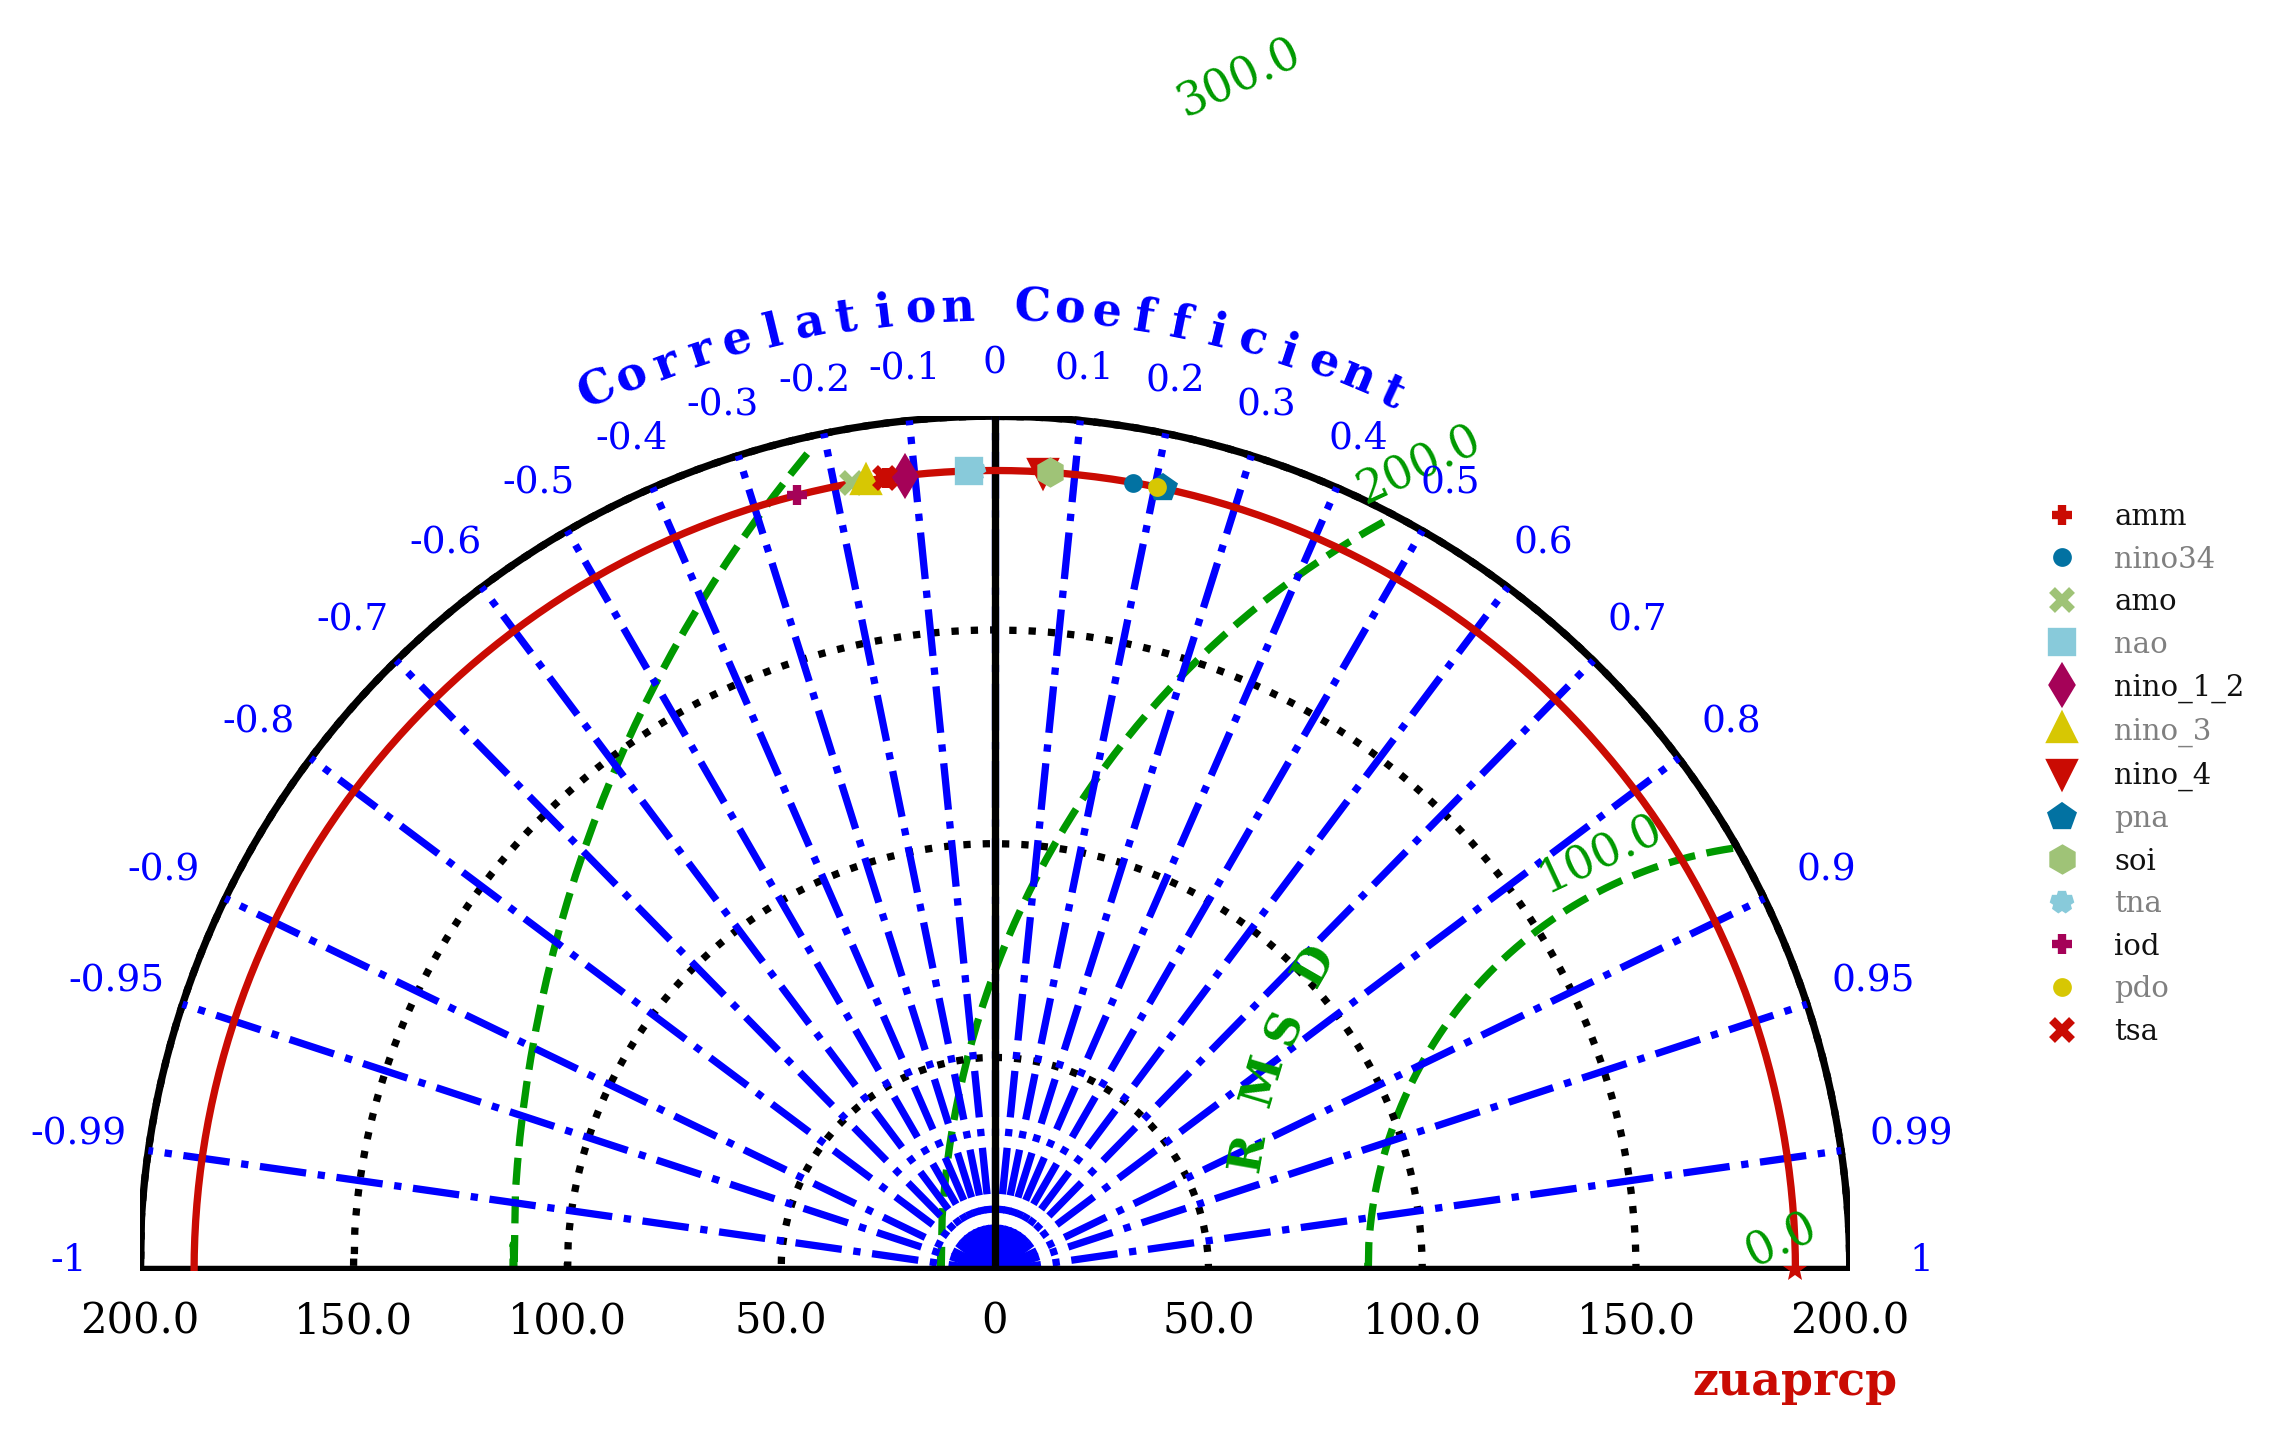 300.0
Correlation Coefficient
-1
-0.99
-0.95
-0.9
-0.8
-0.7
-0.6
-0.5
-0.4
-0.3
-0.2
-0.1
0
0.1
0.2
0.3
0.4
0.5
0.6
0.7
0.8
0.9
0.95
0.99
1
200.0
100.0
0.0
RMSD
200.0 150.0 100.0 50.0 0 50.0 100.0 150.0 200.0
zuaprcp
amm
nino34
amo
nao
nino_1_2
nino_3
nino_4
pna
soi
tna
iod
pdo
tsa